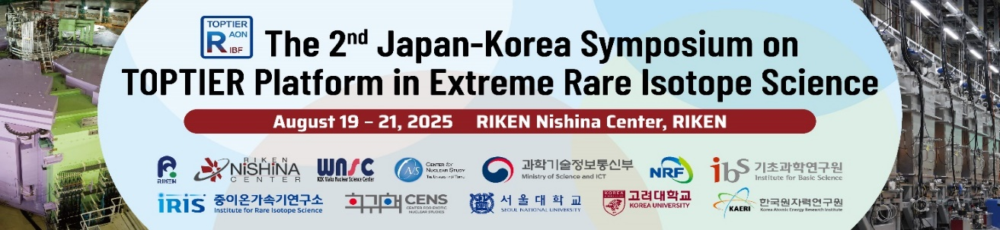 TOPTIER
RAON
IBF
The 2nd Japan-Korea Symposium on
TOPTIER Platform in Extreme Rare Isotope Science
August 19 – 21, 2025 RIKEN Nishina Center, RIKEN
RIKEN
RIKEN
NiSHiNA
CENTER
WNSC
KEK Wako Nuclear Science Center
CNS
Center for
Nuclear Study
The University of Tokyo
과학기술정보통신부
Ministry of Science and ICT
NRF
ibS
기초과학연구원
Institute for Basic Science
IRIS
중이온가속기연구소
Institute for Rare Isotope Science
희귀핵 CENS
CENTER FOR EXOTIC
NUCLEAR STUDIES
서울대학교
SEOUL NATIONAL UNIVERSITY
KOREA
고려대학교
KOREA UNIVERSITY
KAERI
한국원자력연구원
Korea Atomic Energy Research Institute